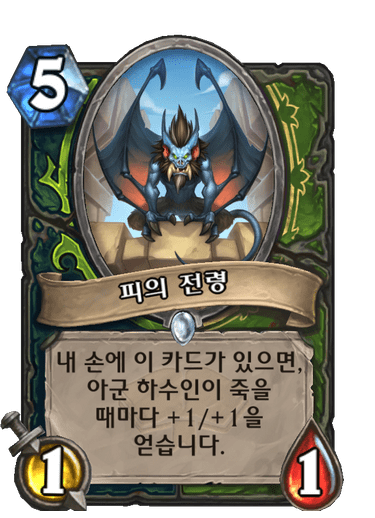 5
피의 전령
내 손에 이 카드가 있으면,
아군 하수인이 죽을
때마다 +1/+1을
얻습니다.
1
1